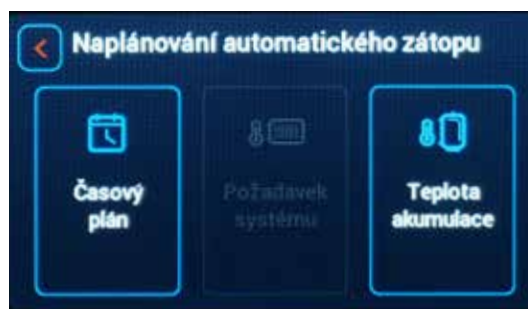 Naplánování automatického zátopu
Časový
plán
Požadavek
systému
Teplota
akumulace